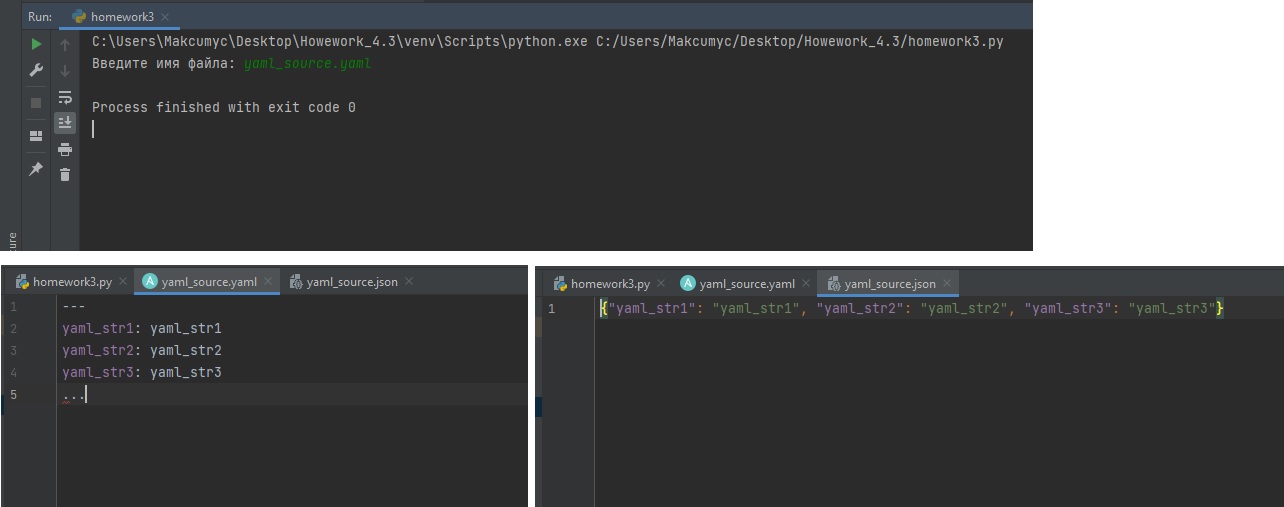 Run: homework3
C:\Users\Makcumyc\Desktop\Howework_4.3\venv\Scripts\python.exe C:/Users/Makcumyc/Desktop/Howework_4.3/homework3.py
Введите имя файла: yaml_source.yaml
Process finished with exit code 0
homework3.py yaml_source.yaml yaml_source.json
1 ---
2 yaml_str1: yaml_str1
3 yaml_str2: yaml_str2
4 yaml_str3: yaml_str3
5 ...
homework3.py yaml_source.yaml yaml_source.json
1 {"yaml_str1": "yaml_str1", "yaml_str2": "yaml_str2", "yaml_str3": "yaml_str3"}